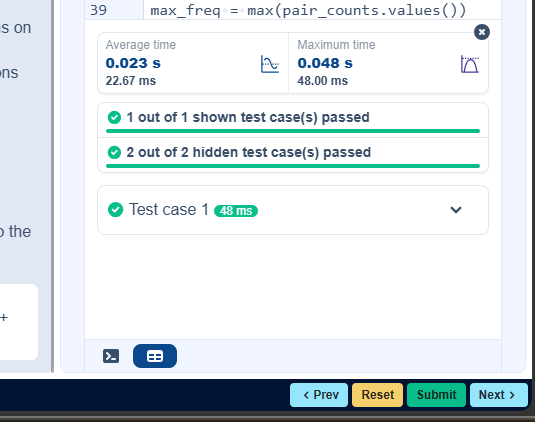 s on
ons
o the
+
39 max_freq = max(pair_counts.values())
Average time
0.023 s
22.67 ms
Maximum time
0.048 s
48.00 ms
1 out of 1 shown test case(s) passed
2 out of 2 hidden test case(s) passed
Test case 1 48 ms
< Prev
Reset
Submit
Next >